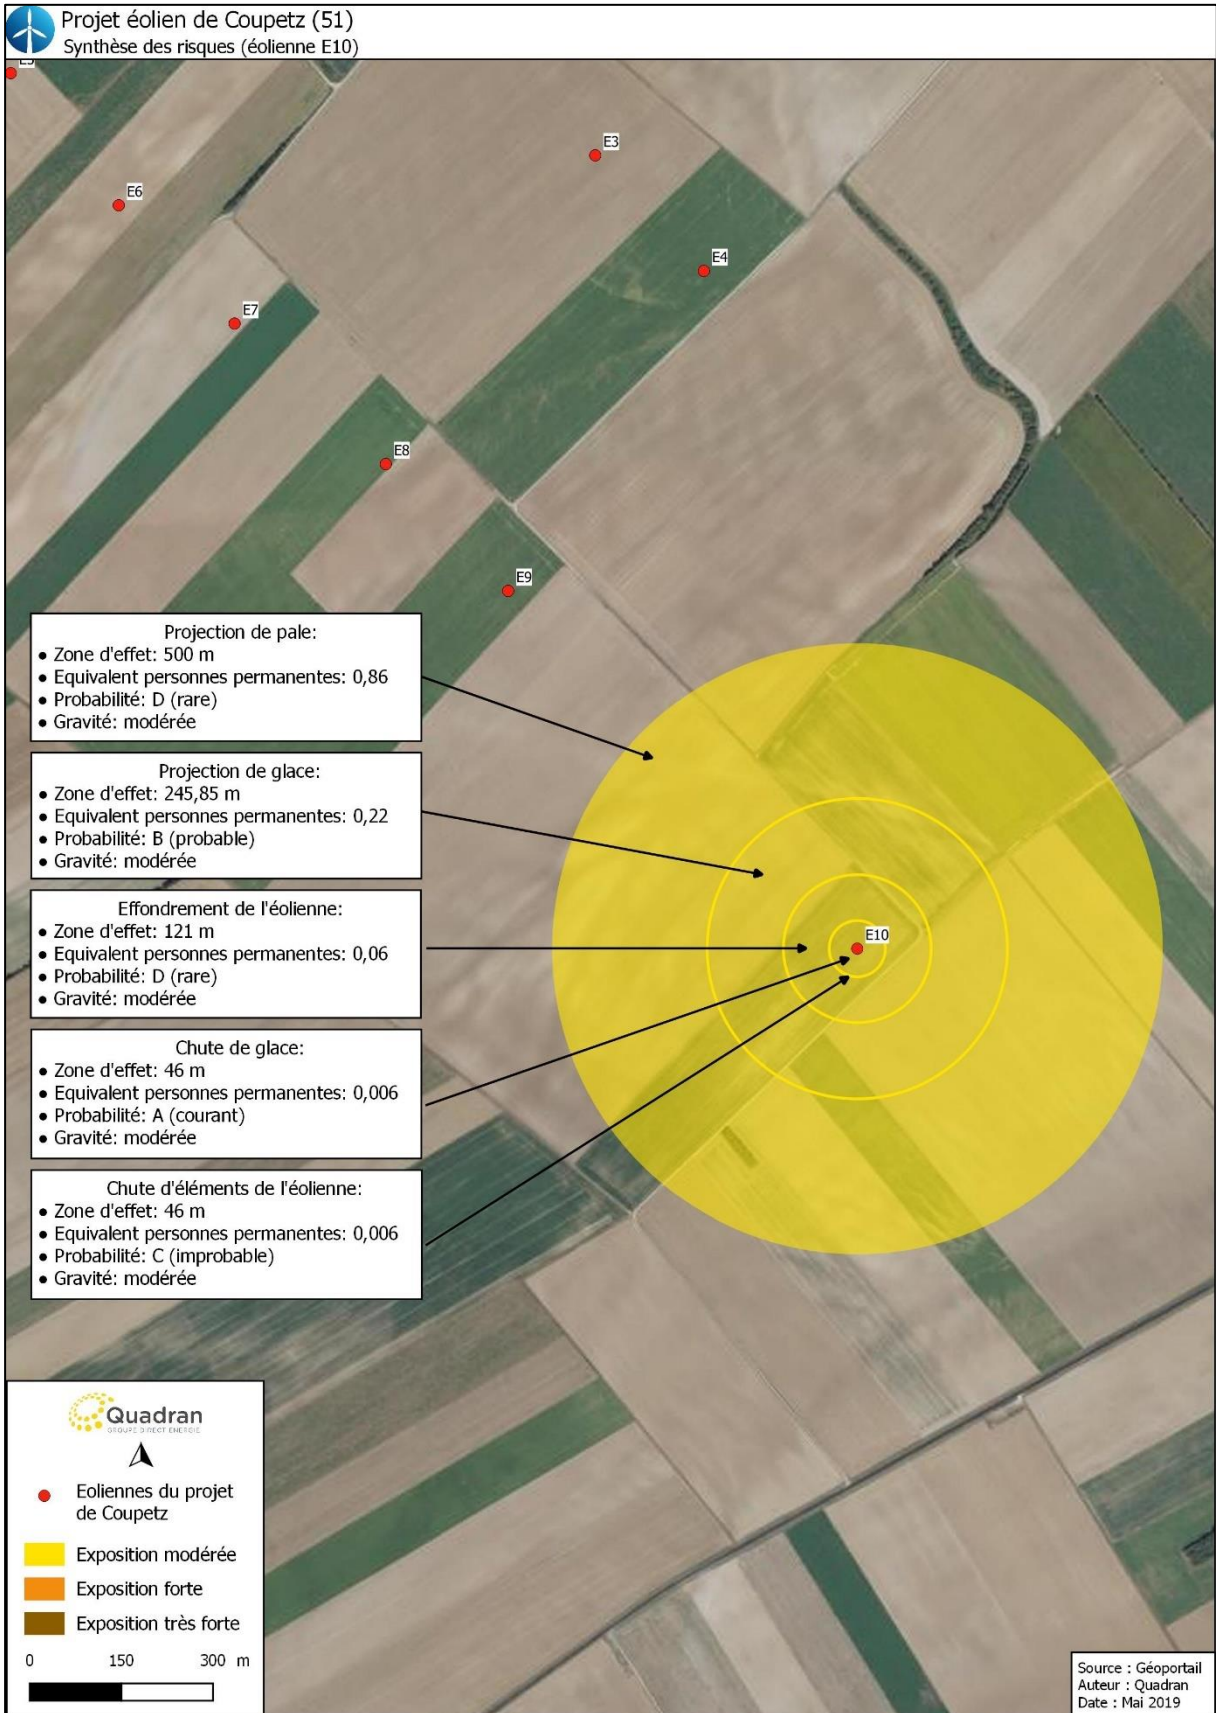 Projet éolien de Coupetz (51)
Synthèse des risques (éolienne E10)
E3
E6
E4
E7
E8
E9
Projection de pale:
• Zone d'effet: 500 m
• Equivalent personnes permanentes: 0,86
• Probabilité: D (rare)
• Gravité: modérée
Projection de glace:
• Zone d'effet: 245,85 m
• Equivalent personnes permanentes: 0,22
• Probabilité: B (probable)
• Gravité: modérée
Effondrement de l'éolienne:
• Zone d'effet: 121 m
• Equivalent personnes permanentes: 0,06
• Probabilité: D (rare)
• Gravité: modérée
E10
Chute de glace:
• Zone d'effet: 46 m
• Equivalent personnes permanentes: 0,006
• Probabilité: A (courant)
• Gravité: modérée
Chute d'éléments de l'éolienne:
• Zone d'effet: 46 m
• Equivalent personnes permanentes: 0,006
• Probabilité: C (improbable)
• Gravité: modérée
Quadran
GROUPE DIRECT ENERGIE
Eoliennes du projet
de Coupetz
Exposition modérée
Exposition forte
Exposition très forte
0 150 300 m
Source : Géoportail
Auteur : Quadran
Date : Mai 2019